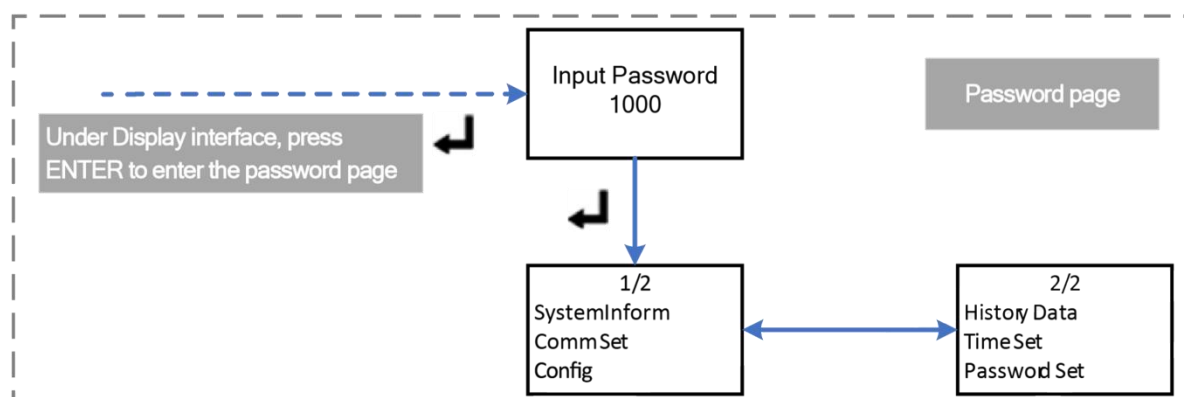 Input Password
1000
Password page
Under Display interface, press
ENTER to enter the password page
1/2
SystemInform
Comm Set
Config
2/2
History Data
Time Set
Password Set